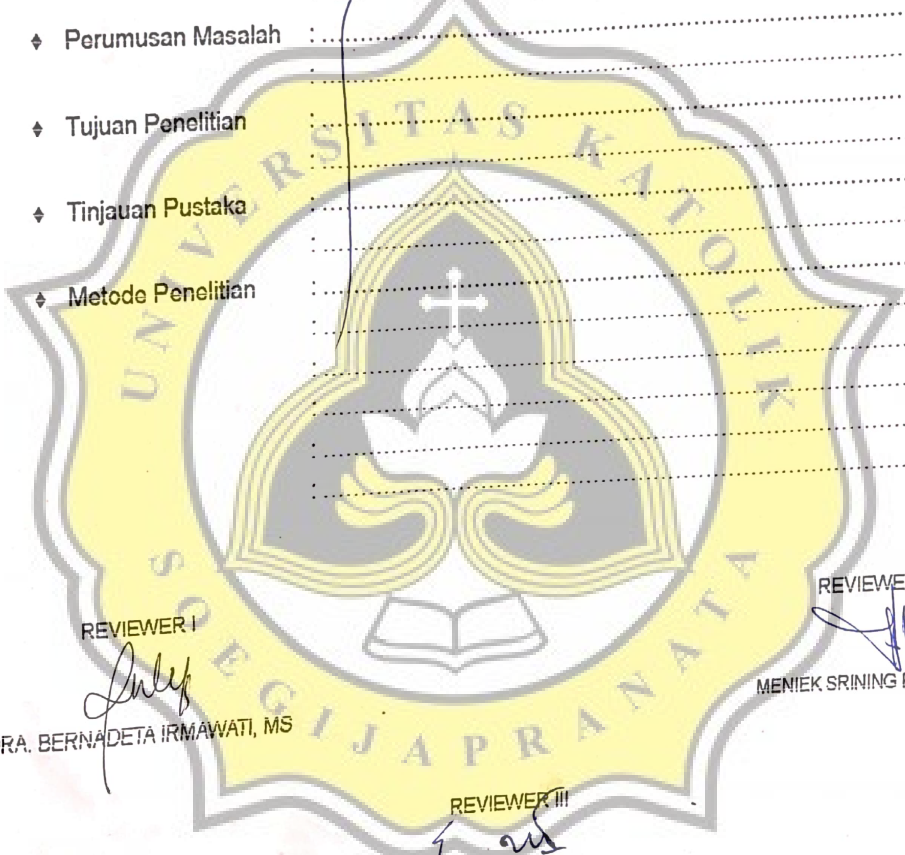 Perumusan Masalah :
Tujuan Penelitian :
Tinjauan Pustaka :
Metode Penelitian :
UNIVERSITAS KATOLIK
SOEGIJAPRANATA
REVIEWER I
RA. BERNADETA IRMAWATI, MS
REVIEWE
MENIEK SRINING
REVIEWER III